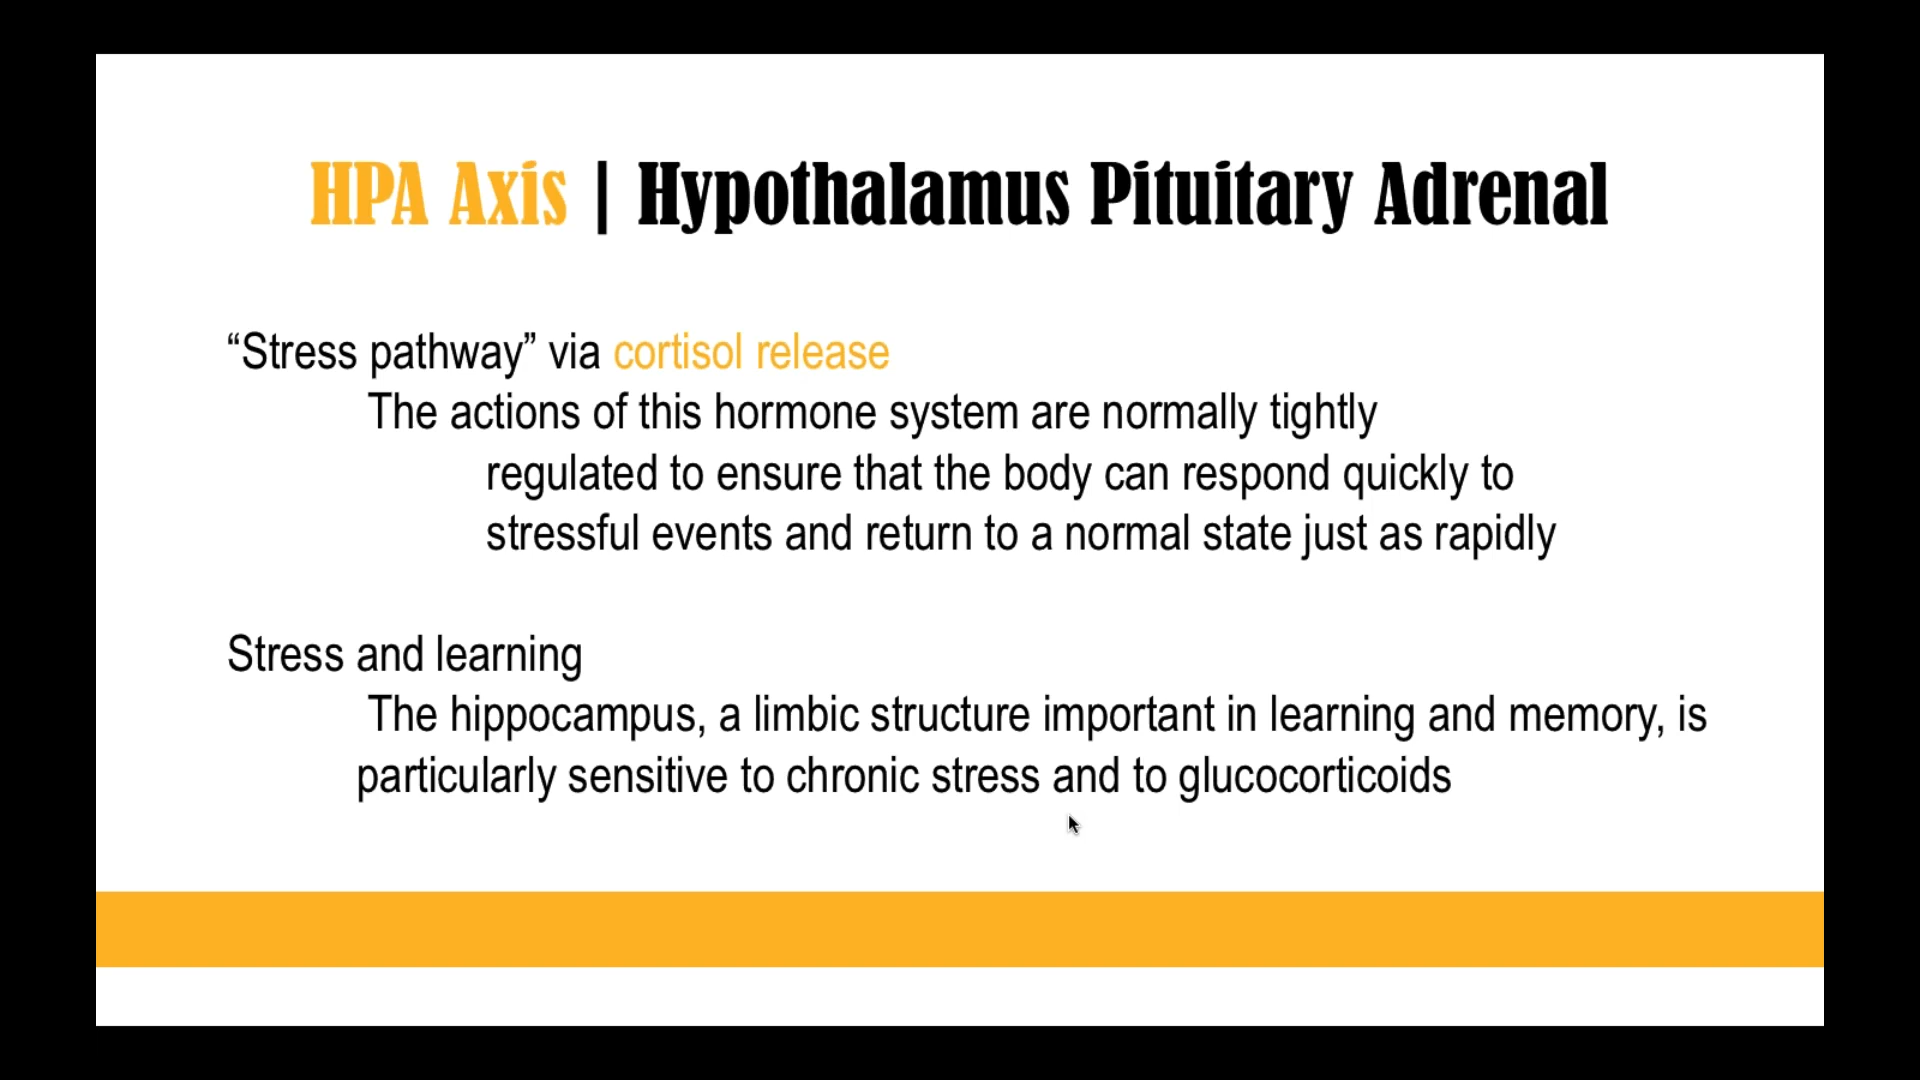 HPA Axis | Hypothalamus Pituitary Adrenal
“Stress pathway” via cortisol release
The actions of this hormone system are normally tightly
regulated to ensure that the body can respond quickly to
stressful events and return to a normal state just as rapidly
Stress and learning
The hippocampus, a limbic structure important in learning and memory, is
particularly sensitive to chronic stress and to glucocorticoids